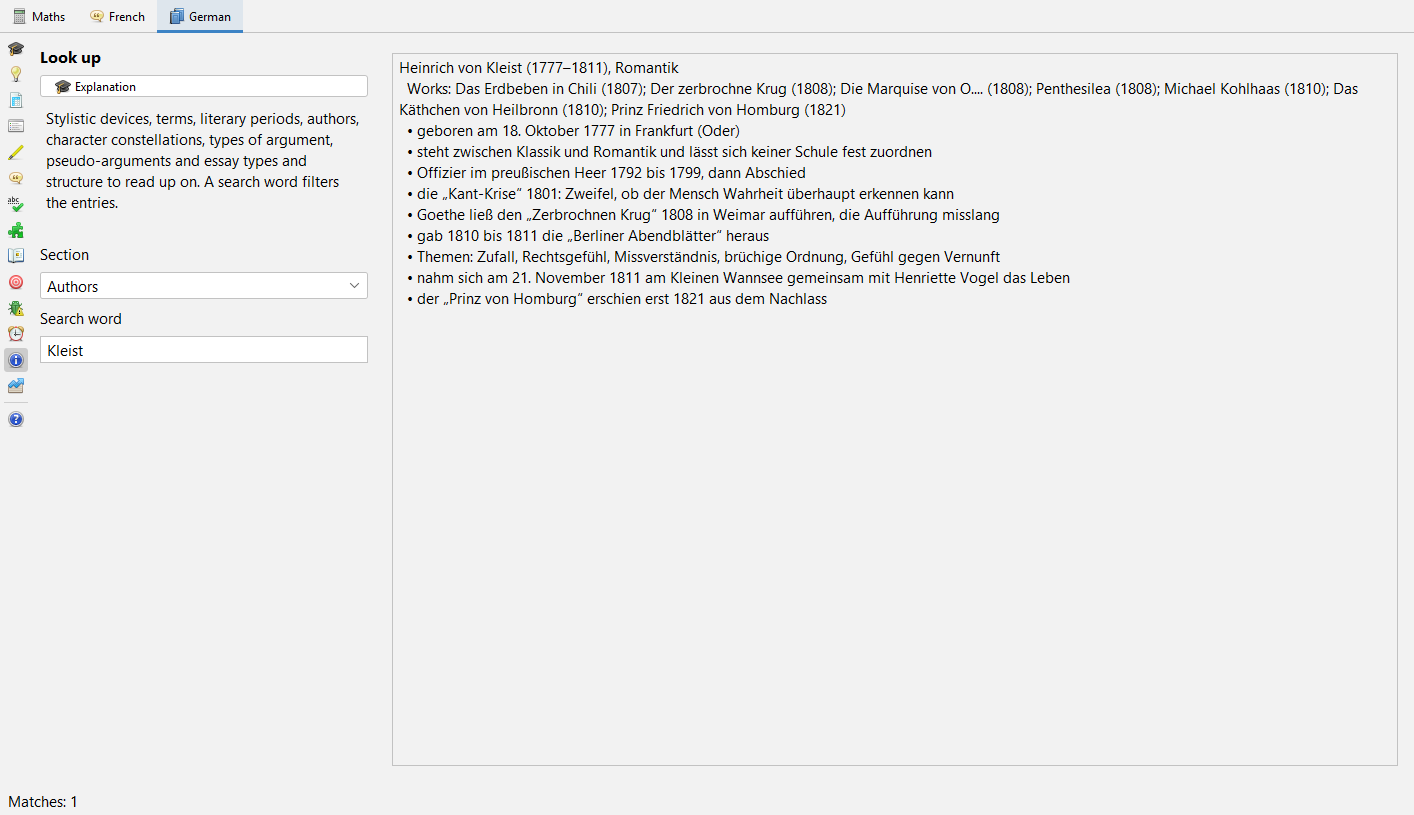 Maths
French
German
Look up
Explanation
Stylistic devices, terms, literary periods, authors,
character constellations, types of argument,
pseudo-arguments and essay types and
structure to read up on. A search word filters
the entries.
Section
Authors
Search word
Kleist
Heinrich von Kleist (1777–1811), Romantik
Works: Das Erdbeben in Chili (1807); Der zerbrochne Krug (1808); Die Marquise von O.... (1808); Penthesilea (1808); Michael Kohlhaas (1810); Das
Käthchen von Heilbronn (1810); Prinz Friedrich von Homburg (1821)
• geboren am 18. Oktober 1777 in Frankfurt (Oder)
• steht zwischen Klassik und Romantik und lässt sich keiner Schule fest zuordnen
• Offizier im preußischen Heer 1792 bis 1799, dann Abschied
• die „Kant-Krise“ 1801: Zweifel, ob der Mensch Wahrheit überhaupt erkennen kann
• Goethe ließ den „Zerbrochnen Krug“ 1808 in Weimar aufführen, die Aufführung misslang
• gab 1810 bis 1811 die „Berliner Abendblätter“ heraus
• Themen: Zufall, Rechtsgefühl, Missverständnis, brüchige Ordnung, Gefühl gegen Vernunft
• nahm sich am 21. November 1811 am Kleinen Wannsee gemeinsam mit Henriette Vogel das Leben
• der „Prinz von Homburg“ erschien erst 1821 aus dem Nachlass
Matches: 1